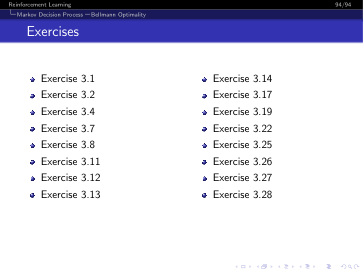 Reinforcement Learning 94/94
Markov Decision Process — Bellman Optimality
Exercises
Exercise 3.1
Exercise 3.2
Exercise 3.4
Exercise 3.7
Exercise 3.8
Exercise 3.11
Exercise 3.12
Exercise 3.13
Exercise 3.14
Exercise 3.17
Exercise 3.19
Exercise 3.22
Exercise 3.25
Exercise 3.26
Exercise 3.27
Exercise 3.28